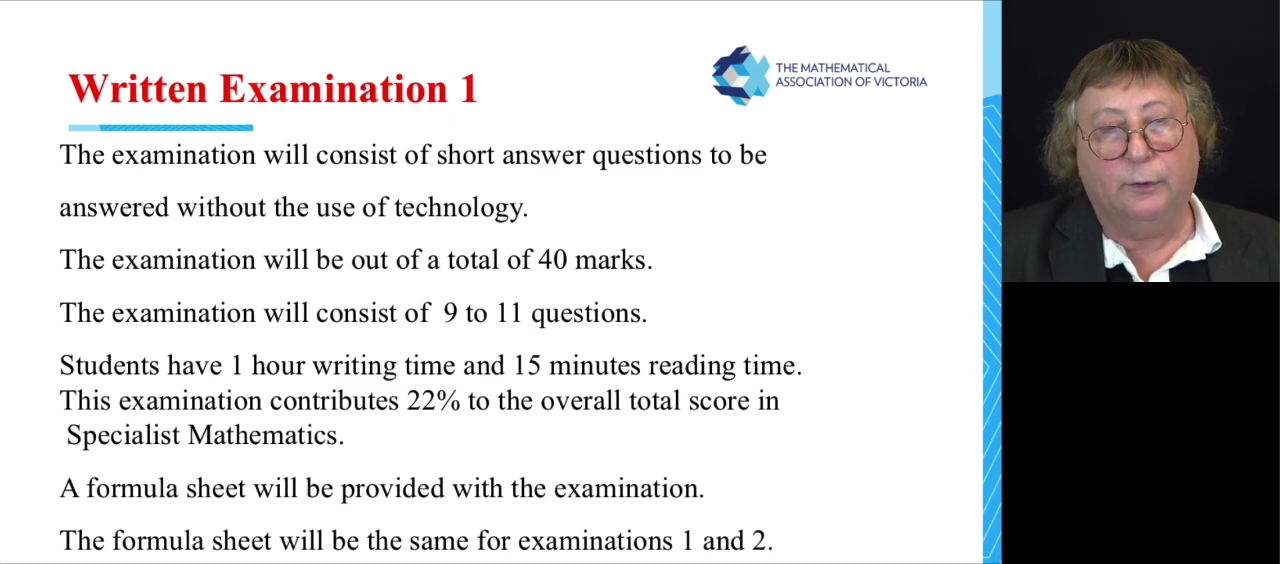 Written Examination 1
THE MATHEMATICAL
ASSOCIATION OF VICTORIA
The examination will consist of short answer questions to be
answered without the use of technology.
The examination will be out of a total of 40 marks.
The examination will consist of 9 to 11 questions.
Students have 1 hour writing time and 15 minutes reading time.
This examination contributes 22% to the overall total score in
Specialist Mathematics.
A formula sheet will be provided with the examination.
The formula sheet will be the same for examinations 1 and 2.